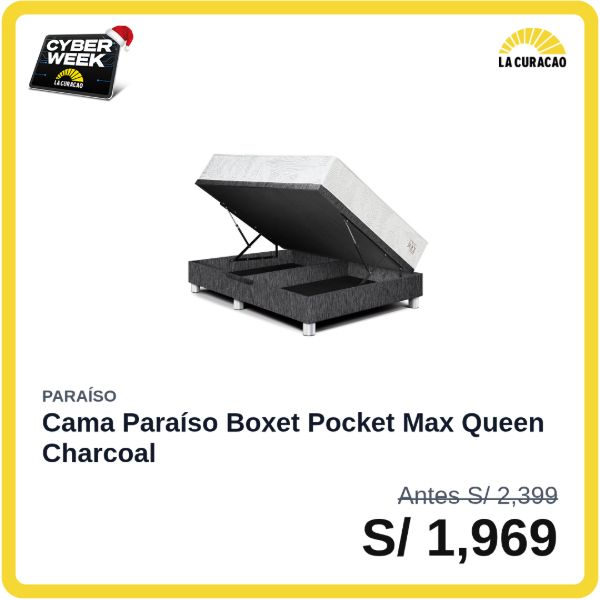 CYBER
WEEK
LA CURACAO
LA CURACAO
PARAÍSO
Cama Paraíso Boxet Pocket Max Queen
Charcoal
Antes S/ 2,399
S/ 1,969